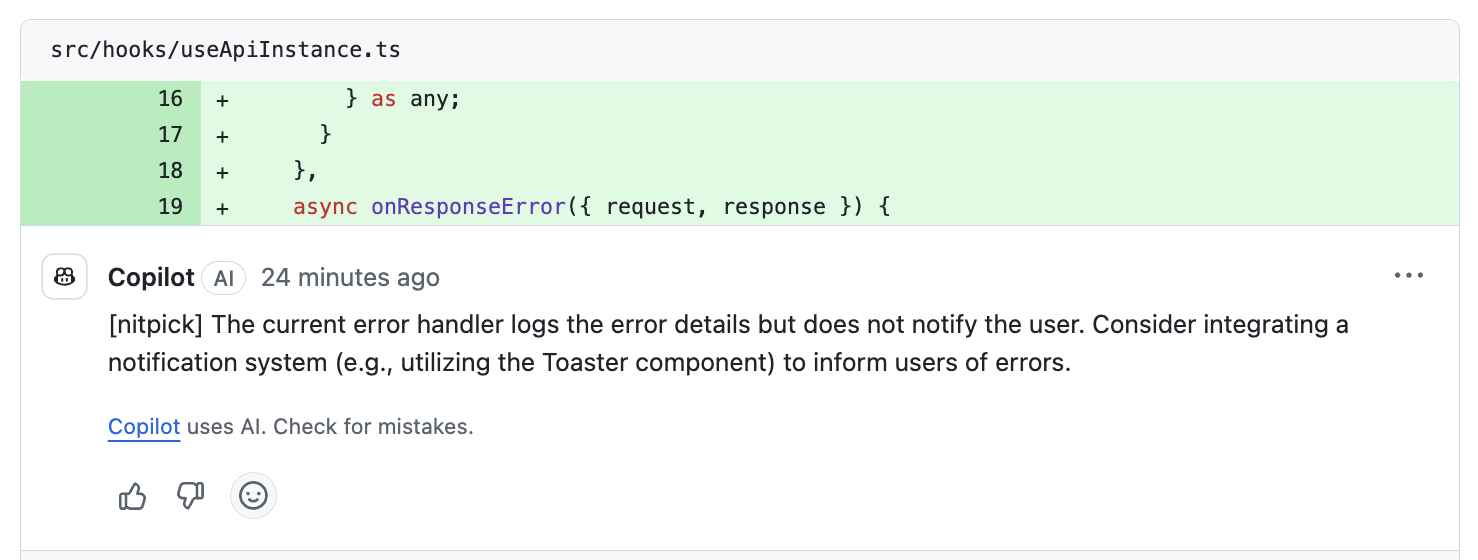 src/hooks/useApiInstance.ts
16 + } as any;
17 + }
18 + },
19 + async onResponseError({ request, response }) {
Copilot AI 24 minutes ago
[nitpick] The current error handler logs the error details but does not notify the user. Consider integrating a
notification system (e.g., utilizing the Toaster component) to inform users of errors.
Copilot uses AI. Check for mistakes.